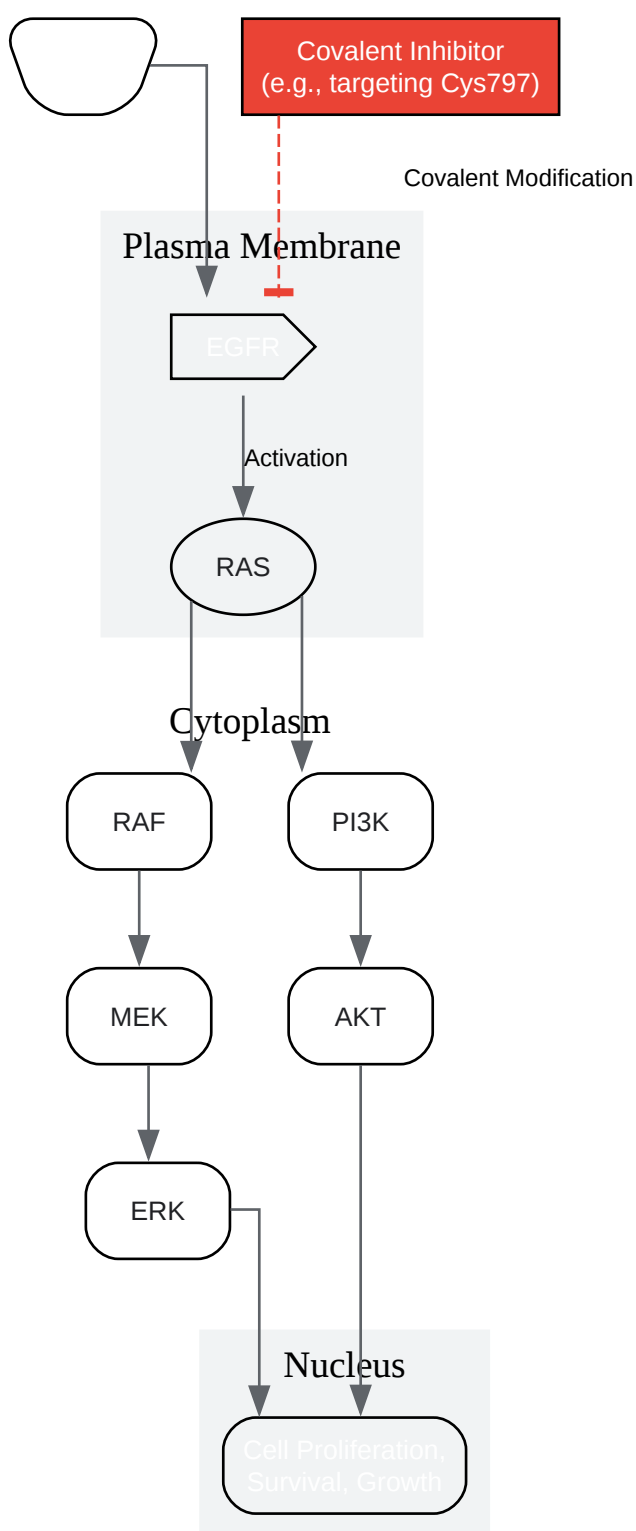 Covalent Inhibitor
(e.g., targeting Cys797)
Covalent Modification
Plasma Membrane
EGFR
Activation
RAS
Cytoplasm
RAF
PI3K
MEK
AKT
ERK
Nucleus
Cell Proliferation,
Survival, Growth